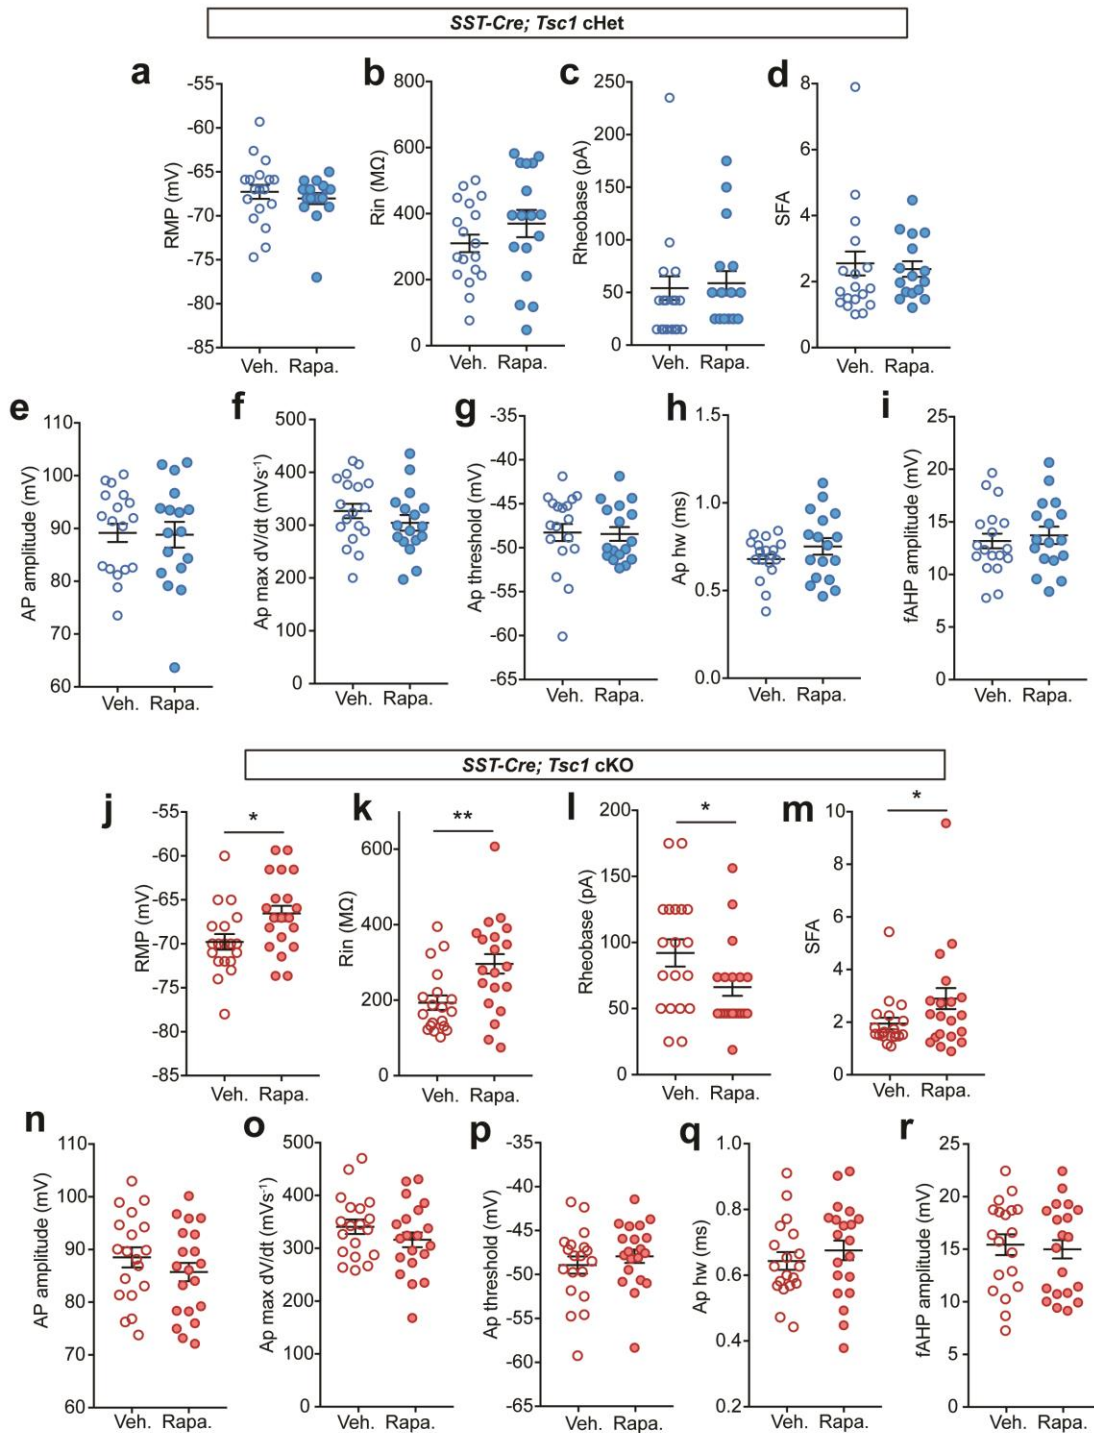 SST-Cre; Tsc1 cHet
a
RMP (mV)
-55
-60
-65
-70
-75
-80
-85
Veh. Rapa.
b
Rin (MΩ)
800
600
400
200
0
Veh. Rapa.
c
Rheobase (pA)
250
200
150
100
50
0
Veh. Rapa.
d
SFA
8
6
4
2
0
Veh. Rapa.
e
AP amplitude (mV)
110
100
90
80
70
60
Veh. Rapa.
f
Ap max dV/dt (mVs⁻¹)
500
400
300
200
100
0
Veh. Rapa.
g
Ap threshold (mV)
-35
-40
-45
-50
-55
-60
-65
Veh. Rapa.
h
Ap hw (ms)
1.5
1.0
0.5
0.0
Veh. Rapa.
i
fAHP amplitude (mV)
25
20
15
10
5
0
Veh. Rapa.
SST-Cre; Tsc1 cKO
j
RMP (mV)
-55
-60
-65
-70
-75
-80
-85
*
Veh. Rapa.
k
Rin (MΩ)
600
400
200
0
**
Veh. Rapa.
l
Rheobase (pA)
200
150
100
50
0
*
Veh. Rapa.
m
SFA
10
8
6
4
2
0
*
Veh. Rapa.
n
AP amplitude (mV)
110
100
90
80
70
60
Veh. Rapa.
o
Ap max dV/dt (mVs⁻¹)
500
400
300
200
100
0
Veh. Rapa.
p
Ap threshold (mV)
-35
-40
-45
-50
-55
-60
-65
Veh. Rapa.
q
Ap hw (ms)
1.0
0.8
0.6
0.4
0.2
Veh. Rapa.
r
fAHP amplitude (mV)
25
20
15
10
5
0
Veh. Rapa.